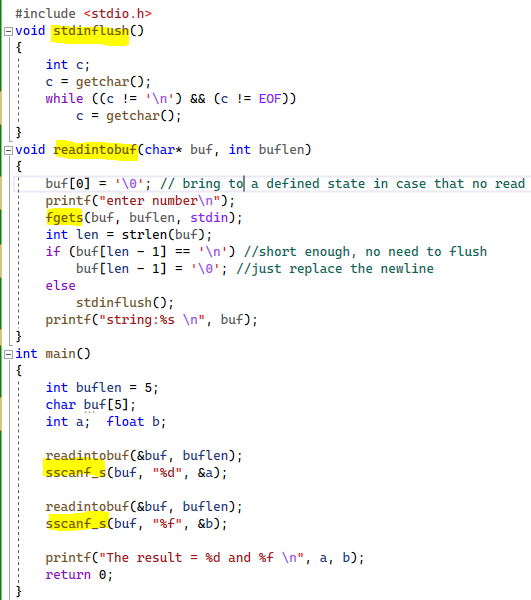 #include <stdio.h>
void stdinflush()
{
    int c;
    c = getchar();
    while ((c != '\n') && (c != EOF))
        c = getchar();
}
void readintobuf(char* buf, int buflen)
{
    buf[0] = '\0'; // bring to a defined state in case that no read
    printf("enter number\n");
    fgets(buf, buflen, stdin);
    int len = strlen(buf);
    if (buf[len - 1] == '\n') //short enough, no need to flush
        buf[len - 1] = '\0'; //just replace the newline
    else
        stdinflush();
    printf("string:%s \n", buf);
}
int main()
{
    int buflen = 5;
    char buf[5];
    int a;  float b;

    readintobuf(&buf, buflen);
    sscanf_s(buf, "%d", &a);

    readintobuf(&buf, buflen);
    sscanf_s(buf, "%f", &b);

    printf("The result = %d and %f \n", a, b);
    return 0;
}